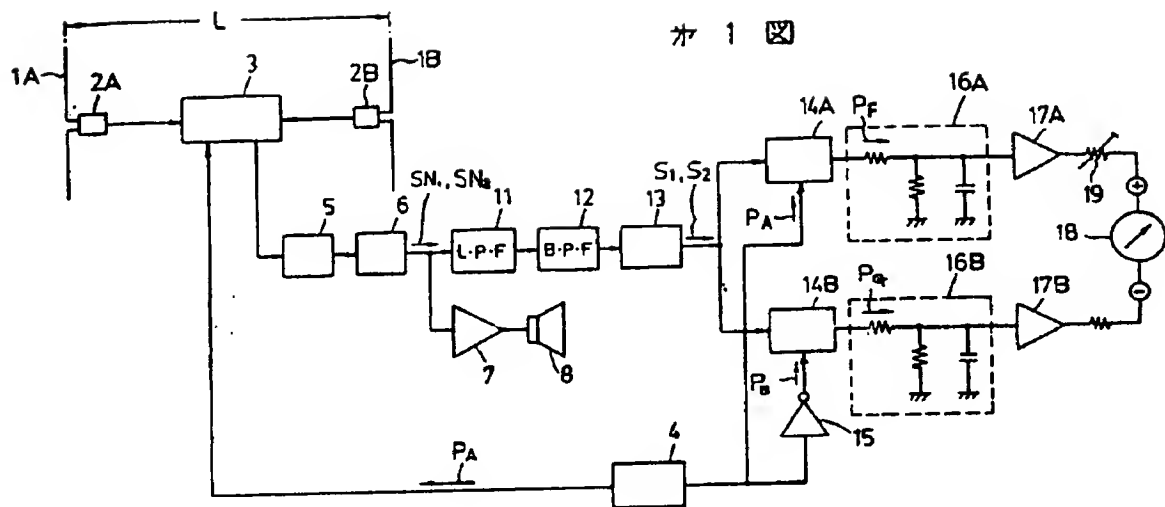 L
オ 1 図
1A
2A
3
2B
1B
14A
PF
16A
17A
19
18
SN₁, SN₂
11
12
13
S₁, S₂
PA
5
6
L・P・F
B・P・F
7
8
14B
PG
16B
17B
PB
15
4
PA